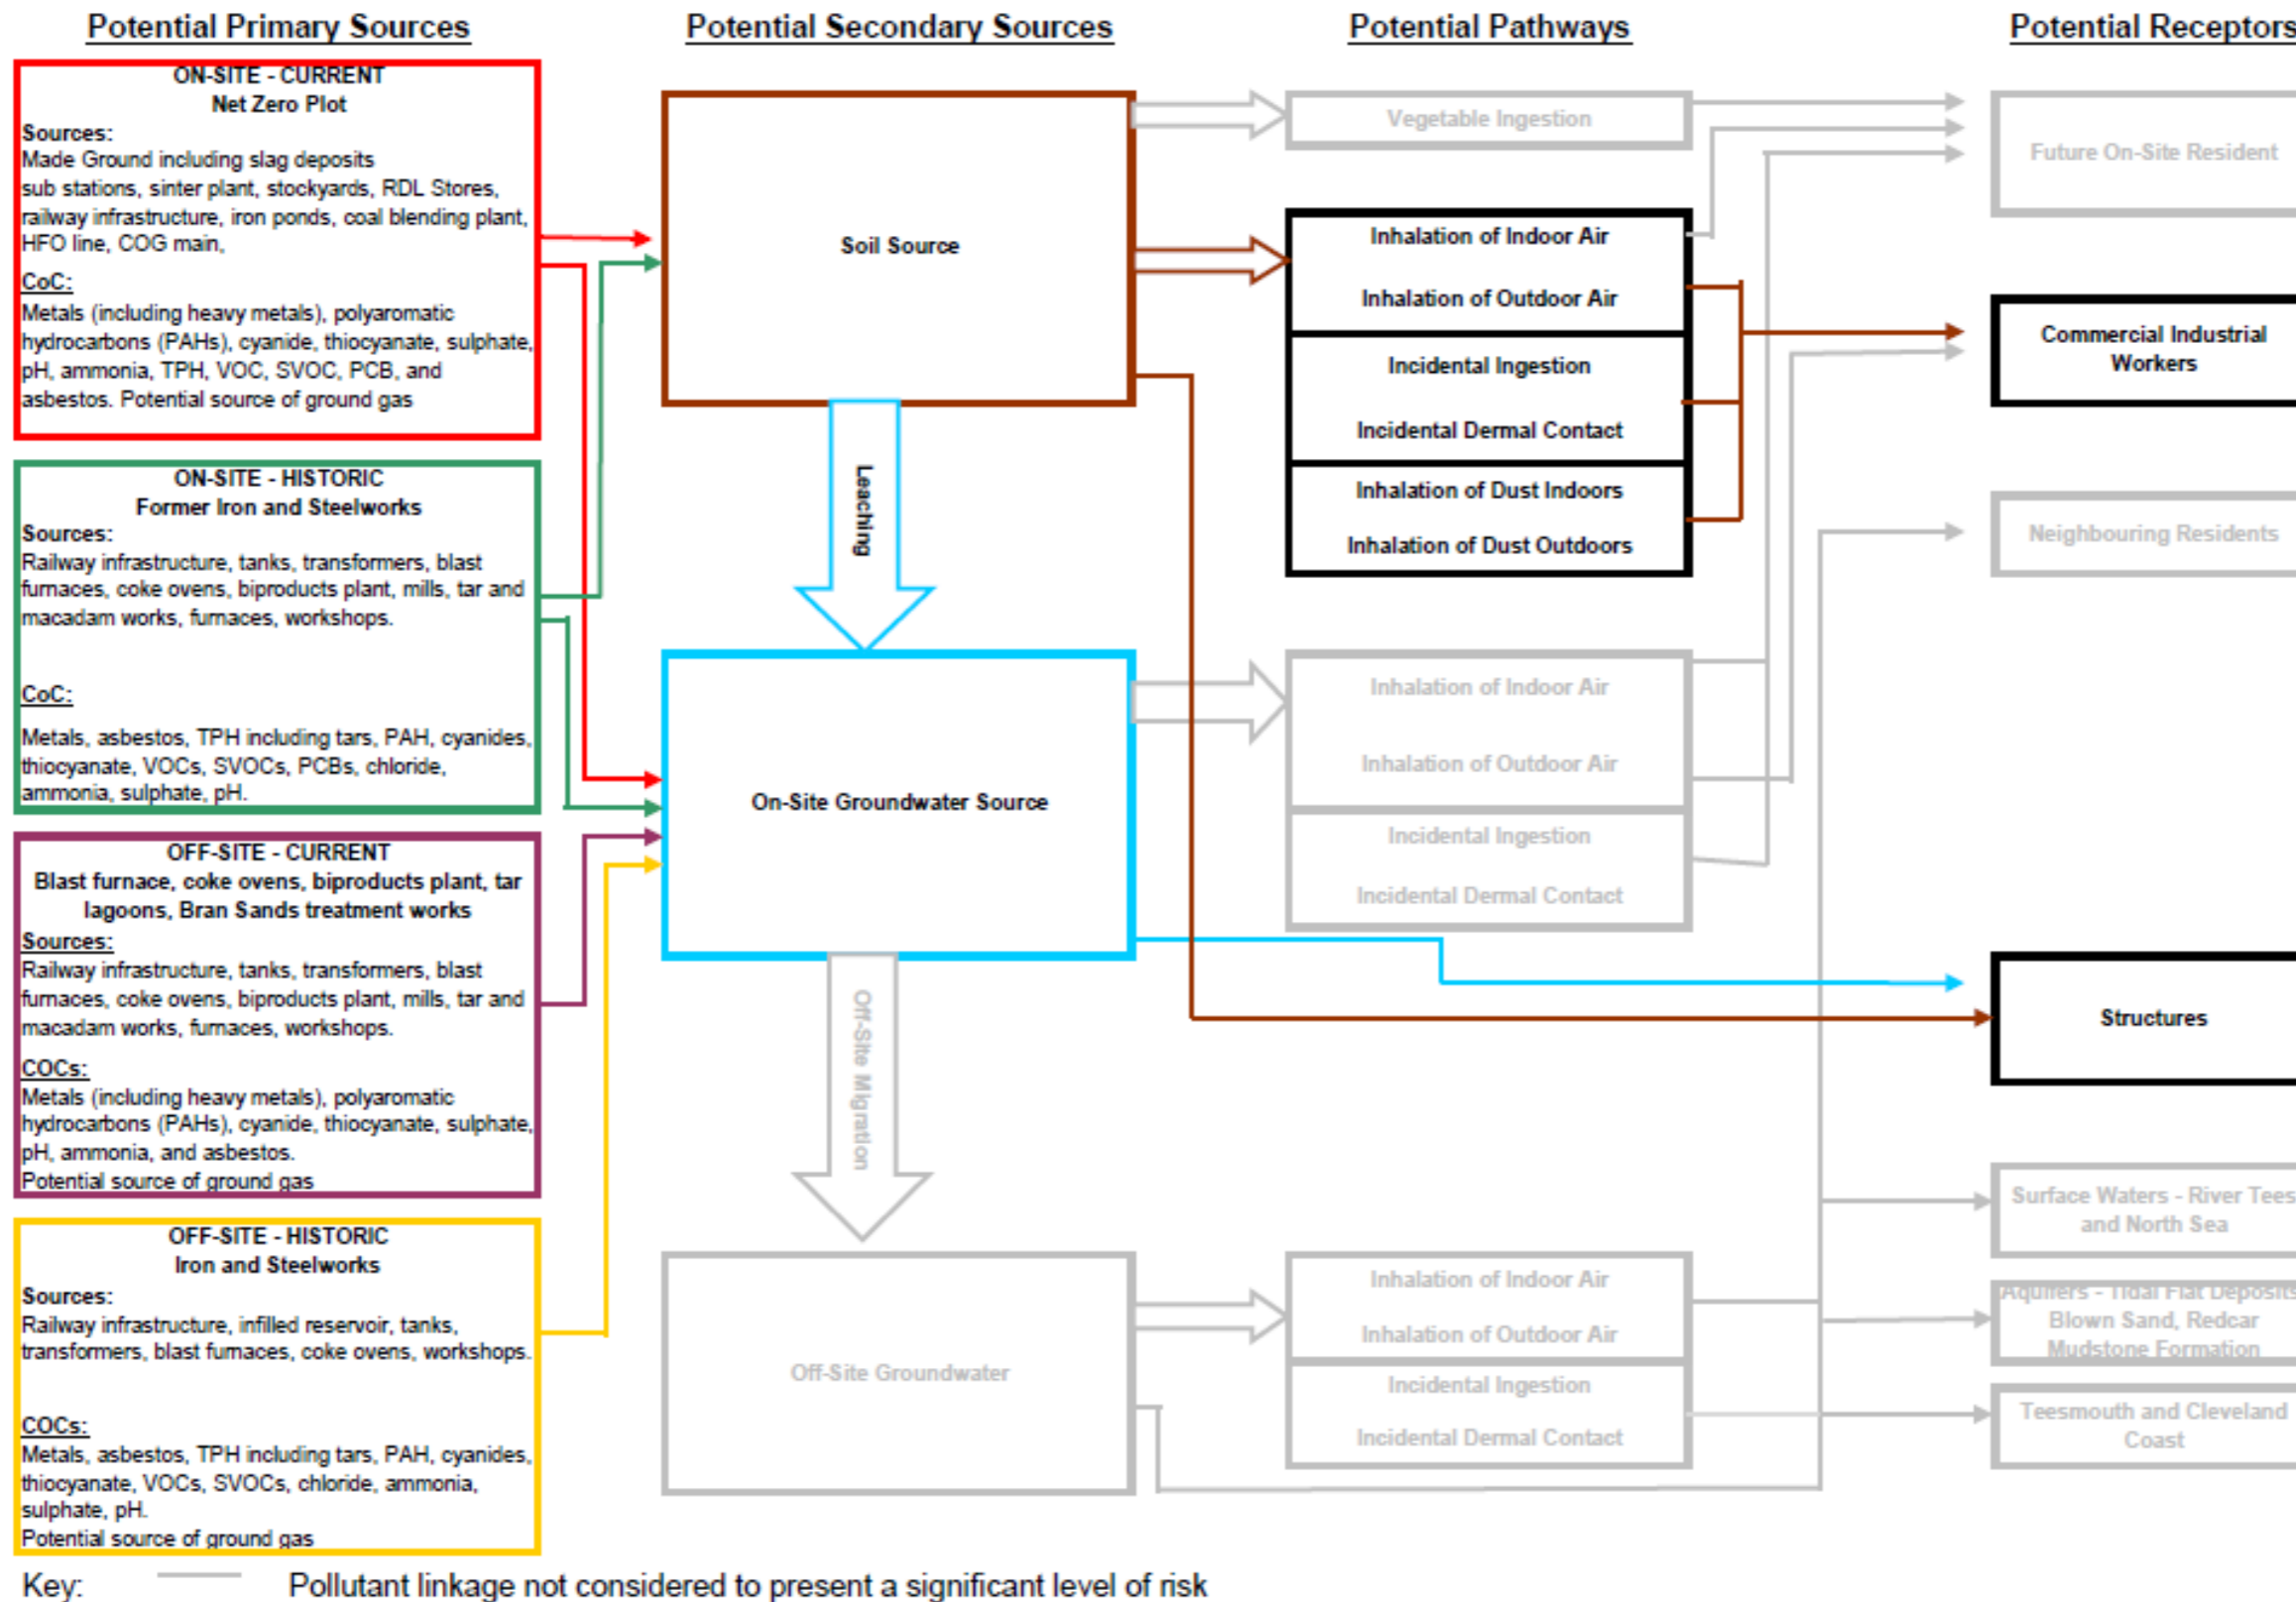 Potential Primary Sources
Potential Secondary Sources
Potential Pathways
Potential Receptors
ON-SITE - CURRENT
Net Zero Plot
Sources:
Made Ground including slag deposits
sub stations, sinter plant, stockyards, RDL Stores,
railway infrastructure, iron ponds, coal blending plant,
HFO line, COG main,
CoC:
Metals (including heavy metals), polyaromatic
hydrocarbons (PAHs), cyanide, thiocyanate, sulphate,
pH, ammonia, TPH, VOC, SVOC, PCB, and
asbestos. Potential source of ground gas
ON-SITE - HISTORIC
Former Iron and Steelworks
Sources:
Railway infrastructure, tanks, transformers, blast
furnaces, coke ovens, biproducts plant, mills, tar and
macadam works, furnaces, workshops.
CoC:
Metals, asbestos, TPH including tars, PAH, cyanides,
thiocyanate, VOCs, SVOCs, PCBs, chloride,
ammonia, sulphate, pH.
OFF-SITE - CURRENT
Blast furnace, coke ovens, biproducts plant, tar
lagoons, Bran Sands treatment works
Sources:
Railway infrastructure, tanks, transformers, blast
furnaces, coke ovens, biproducts plant, mills, tar and
macadam works, furnaces, workshops.
COCs:
Metals (including heavy metals), polyaromatic
hydrocarbons (PAHs), cyanide, thiocyanate, sulphate,
pH, ammonia, and asbestos.
Potential source of ground gas
OFF-SITE - HISTORIC
Iron and Steelworks
Sources:
Railway infrastructure, infilled reservoir, tanks,
transformers, blast furnaces, coke ovens, workshops.
COCs:
Metals, asbestos, TPH including tars, PAH, cyanides,
thiocyanate, VOCs, SVOCs, chloride, ammonia,
sulphate, pH.
Potential source of ground gas
Soil Source
Leaching
On-Site Groundwater Source
Off-Site Migration
Off-Site Groundwater
Vegetable Ingestion
Inhalation of Indoor Air
Inhalation of Outdoor Air
Incidental Ingestion
Incidental Dermal Contact
Inhalation of Dust Indoors
Inhalation of Dust Outdoors
Inhalation of Indoor Air
Inhalation of Outdoor Air
Incidental Ingestion
Incidental Dermal Contact
Inhalation of Indoor Air
Inhalation of Outdoor Air
Incidental Ingestion
Incidental Dermal Contact
Future On-Site Resident
Commercial Industrial
Workers
Neighbouring Residents
Structures
Surface Waters - River Tees
and North Sea
Aquifers - Tidal Flat Deposits
Blown Sand, Redcar
Mudstone Formation
Teesmouth and Cleveland
Coast
Key:
Pollutant linkage not considered to present a significant level of risk